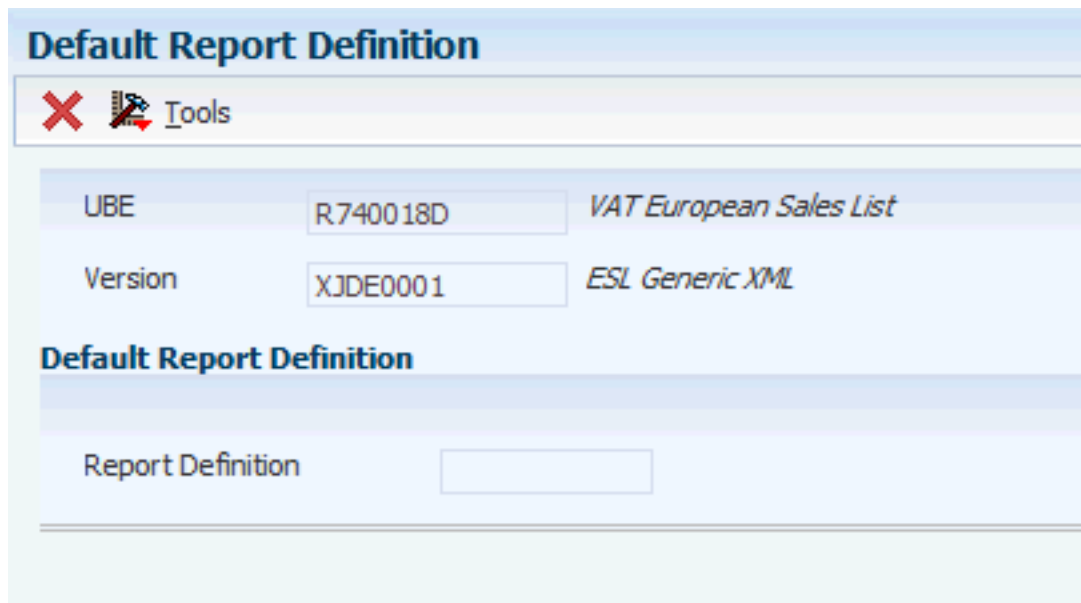 Default Report Definition
Tools
UBE R740018D VAT European Sales List
Version XJDE0001 ESL Generic XML
Default Report Definition
Report Definition